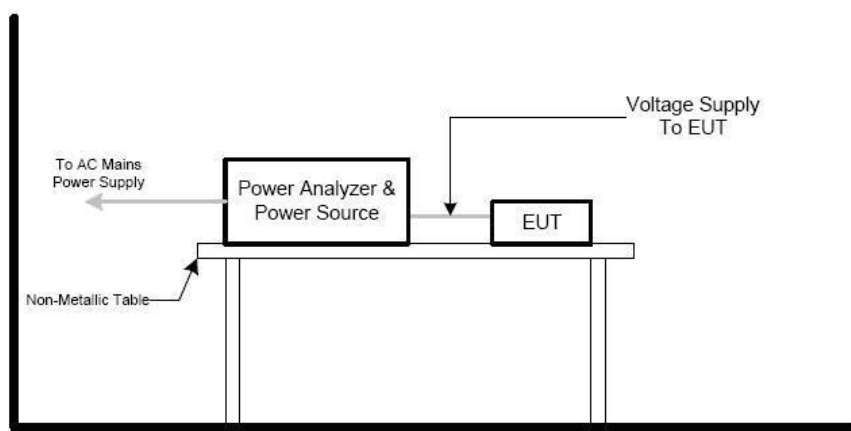 Voltage Supply
To EUT
To AC Mains
Power Supply
Power Analyzer &
Power Source
EUT
Non-Metallic Table